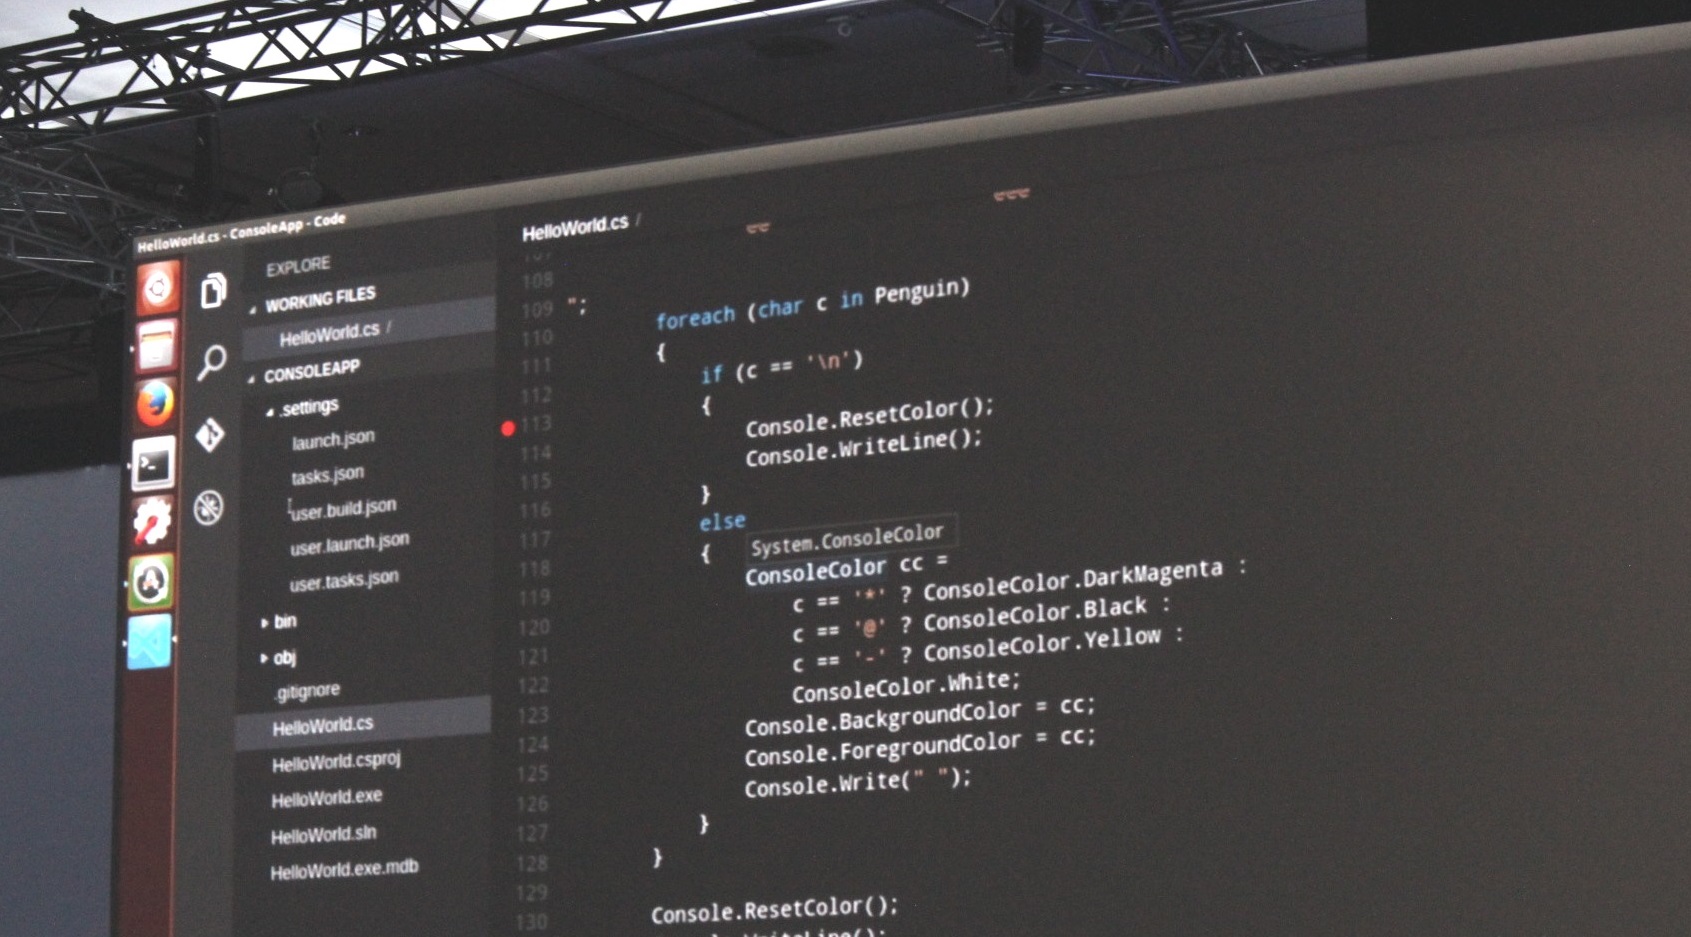 HelloWorld.cs - ConsoleApp - Code
EXPLORE
WORKING FILES
HelloWorld.cs /
CONSOLEAPP
.settings
launch.json
tasks.json
user.build.json
user.launch.json
user.tasks.json
bin
obj
.gitignore
HelloWorld.cs
HelloWorld.csproj
HelloWorld.exe
HelloWorld.sln
HelloWorld.exe.mdb
HelloWorld.cs /
107
108
109 ";
110 foreach (char c in Penguin)
111 {
112 if (c == '\n')
113 {
114 Console.ResetColor();
115 Console.WriteLine();
116 }
117 else
System.ConsoleColor
118 {
119 ConsoleColor cc =
120 c == '*' ? ConsoleColor.DarkMagenta :
121 c == '@' ? ConsoleColor.Black :
122 c == '-' ? ConsoleColor.Yellow :
123 ConsoleColor.White;
124 Console.BackgroundColor = cc;
125 Console.ForegroundColor = cc;
126 Console.Write(" ");
127 }
128 }
129
130 Console.ResetColor();